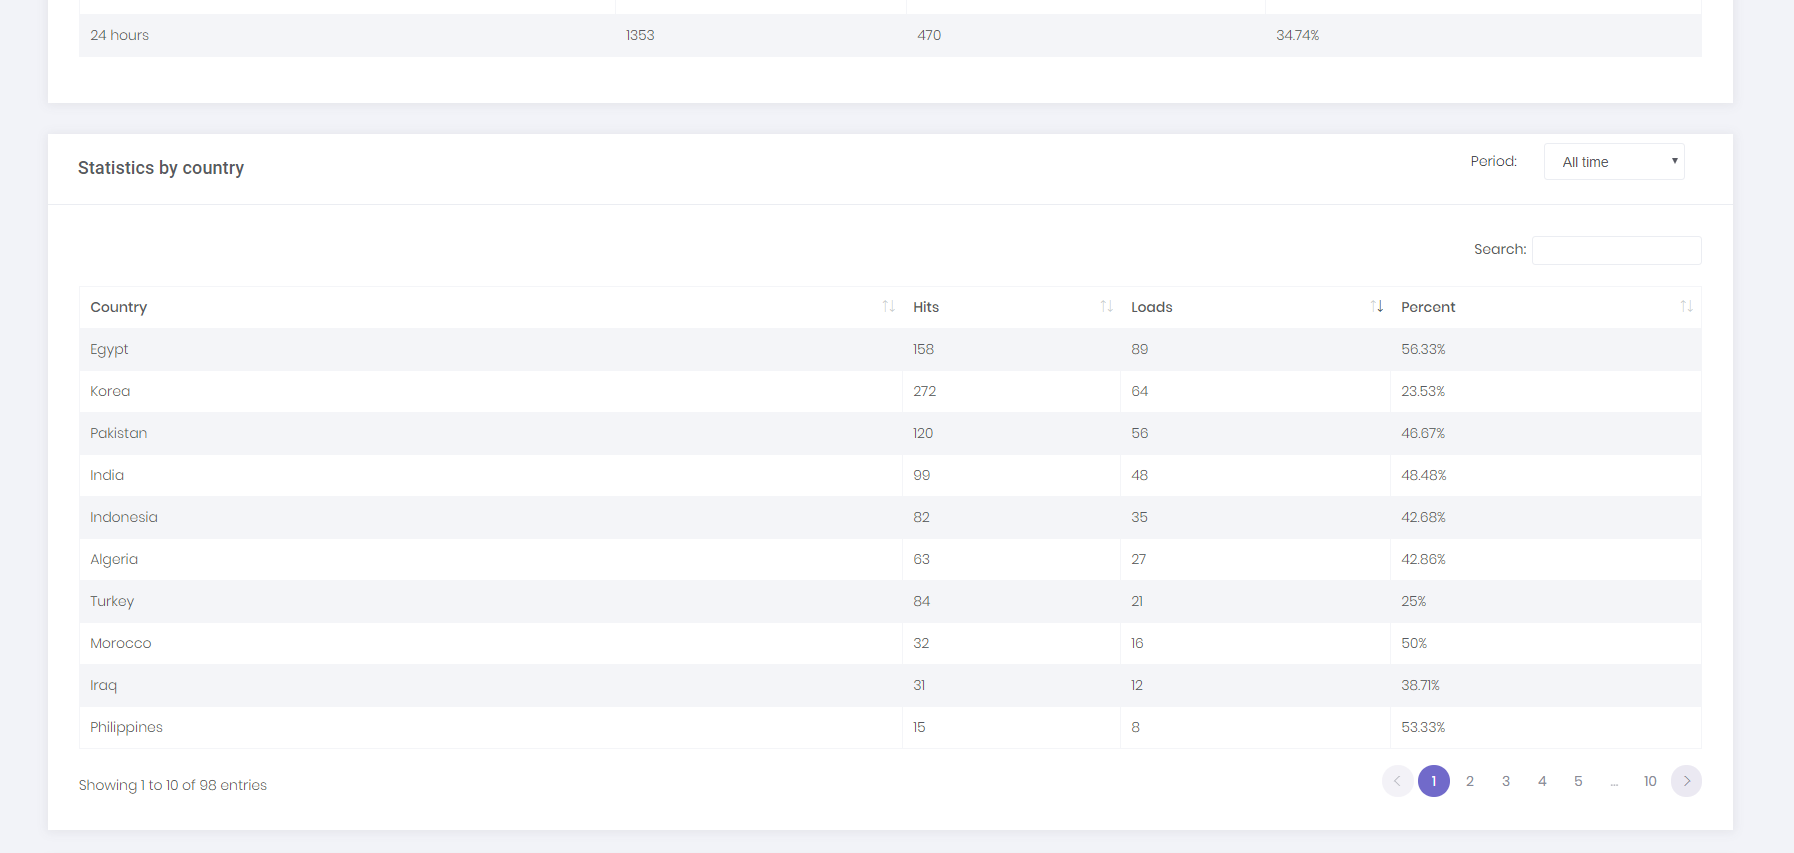 24 hours 1353 470 34.74%
Statistics by country Period: All time
Search:
Country Hits Loads Percent
Egypt 158 89 56.33%
Korea 272 64 23.53%
Pakistan 120 56 46.67%
India 99 48 48.48%
Indonesia 82 35 42.68%
Algeria 63 27 42.86%
Turkey 84 21 25%
Morocco 32 16 50%
Iraq 31 12 38.71%
Philippines 15 8 53.33%
Showing 1 to 10 of 98 entries 1 2 3 4 5 ... 10